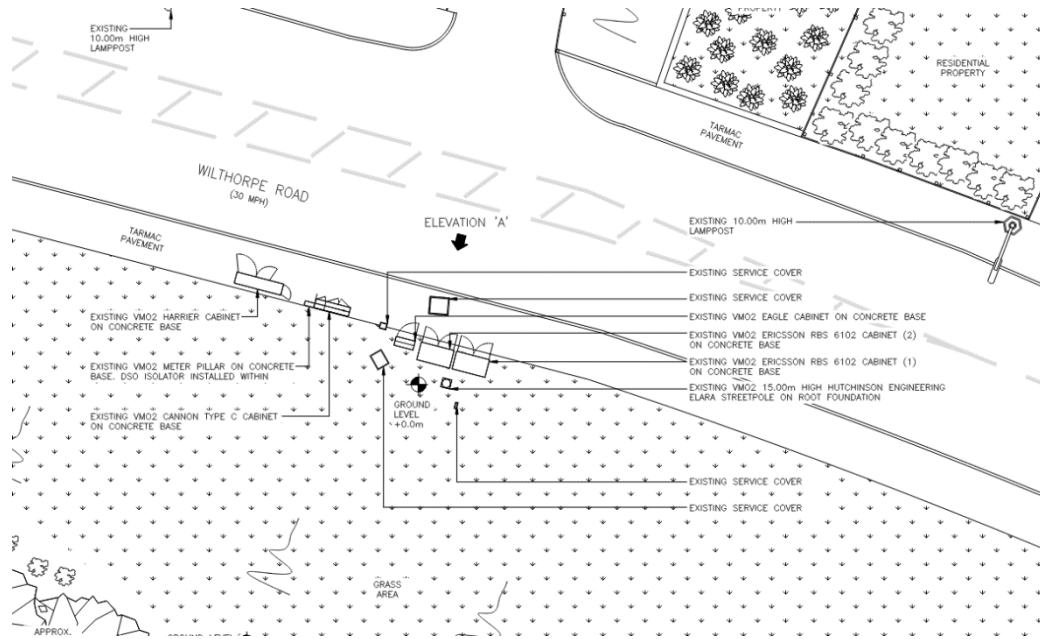 PROPERTY
EXISTING
10.00m HIGH
LAMPPOST
RESIDENTIAL
PROPERTY
TARMAC
PAVEMENT
WILTHORPE ROAD
(30 MPH)
ELEVATION 'A'
EXISTING 10.00m HIGH
LAMPPOST
TARMAC
PAVEMENT
EXISTING SERVICE COVER
EXISTING SERVICE COVER
EXISTING VMO2 HARRIER CABINET
ON CONCRETE BASE
EXISTING VMO2 EAGLE CABINET ON CONCRETE BASE
EXISTING VMO2 ERICSSON RBS 6102 CABINET (2)
ON CONCRETE BASE
EXISTING VMO2 METER PILLAR ON CONCRETE
BASE. DSO ISOLATOR INSTALLED WITHIN
EXISTING VMO2 ERICSSON RBS 6102 CABINET (1)
ON CONCRETE BASE
EXISTING VMO2 15.00m HIGH HUTCHINSON ENGINEERING
ELARA STREETPOLE ON ROOT FOUNDATION
GROUND
LEVEL
+0.0m
EXISTING VMO2 CANNON TYPE C CABINET
ON CONCRETE BASE
EXISTING SERVICE COVER
EXISTING SERVICE COVER
GRASS
AREA
APPROX.
GROUND LEVEL